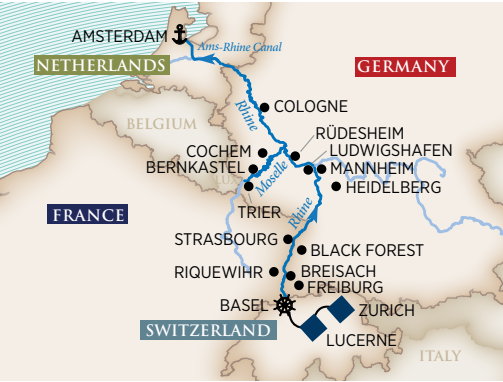 AMSTERDAM
Ams-Rhine Canal
NETHERLANDS
GERMANY
Rhine
COLOGNE
BELGIUM
RÜDESHEIM
COCHEM
LUDWIGSHAFEN
BERNKASTEL
Moselle
MANNHEIM
HEIDELBERG
TRIER
FRANCE
Rhine
STRASBOURG
BLACK FOREST
RIQUEWIHR
BREISACH
FREIBURG
BASEL
ZURICH
SWITZERLAND
LUCERNE
ITALY